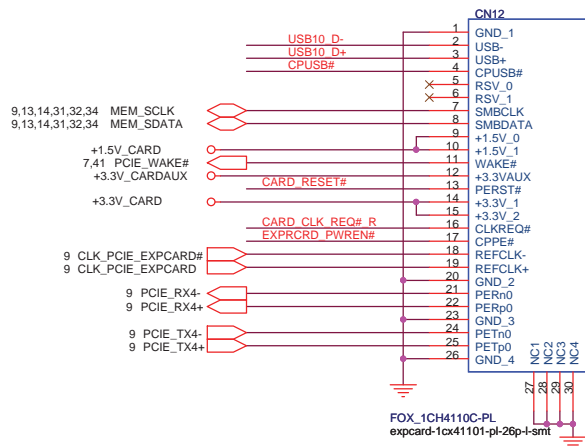 CN12
1 GND_1
USB10_D- 2 USB-
USB10_D+ 3 USB+
CPUSB# 4 CPUSB#
5 RSV_0
6 RSV_1
9,13,14,31,32,34 MEM_SCLK 7 SMBCLK
9,13,14,31,32,34 MEM_SDATA 8 SMBDATA
9 +1.5V_0
+1.5V_CARD 10 +1.5V_1
7,41 PCIE_WAKE# 11 WAKE#
+3.3V_CARDAUX 12 +3.3VAUX
CARD_RESET# 13 PERST#
+3.3V_CARD 14 +3.3V_1
15 +3.3V_2
CARD_CLK_REQ#_R 16 CLKREQ#
EXPRCRD_PWREN# 17 CPPE#
9 CLK_PCIE_EXPCARD# 18 REFCLK-
9 CLK_PCIE_EXPCARD 19 REFCLK+
20 GND_2
9 PCIE_RX4- 21 PERn0
9 PCIE_RX4+ 22 PERp0
23 GND_3
9 PCIE_TX4- 24 PETn0
9 PCIE_TX4+ 25 PETp0
26 GND_4
NC1 NC2 NC3 NC4
27 28 29 30
FOX_1CH4110C-PL
expcard-1cx41101-pl-26p-l-smt